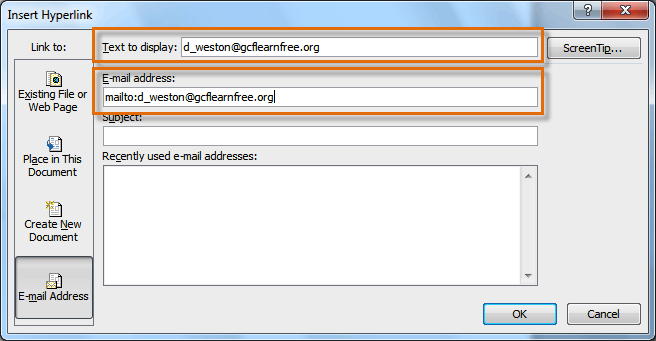 Insert Hyperlink
?
Link to:
Text to display: d_weston@gcflearnfree.org
ScreenTip...
Existing File or
Web Page
E-mail address:
mailto:d_weston@gcflearnfree.org
Subject:
Place in This
Document
Recently used e-mail addresses:
Create New
Document
E-mail Address
OK
Cancel